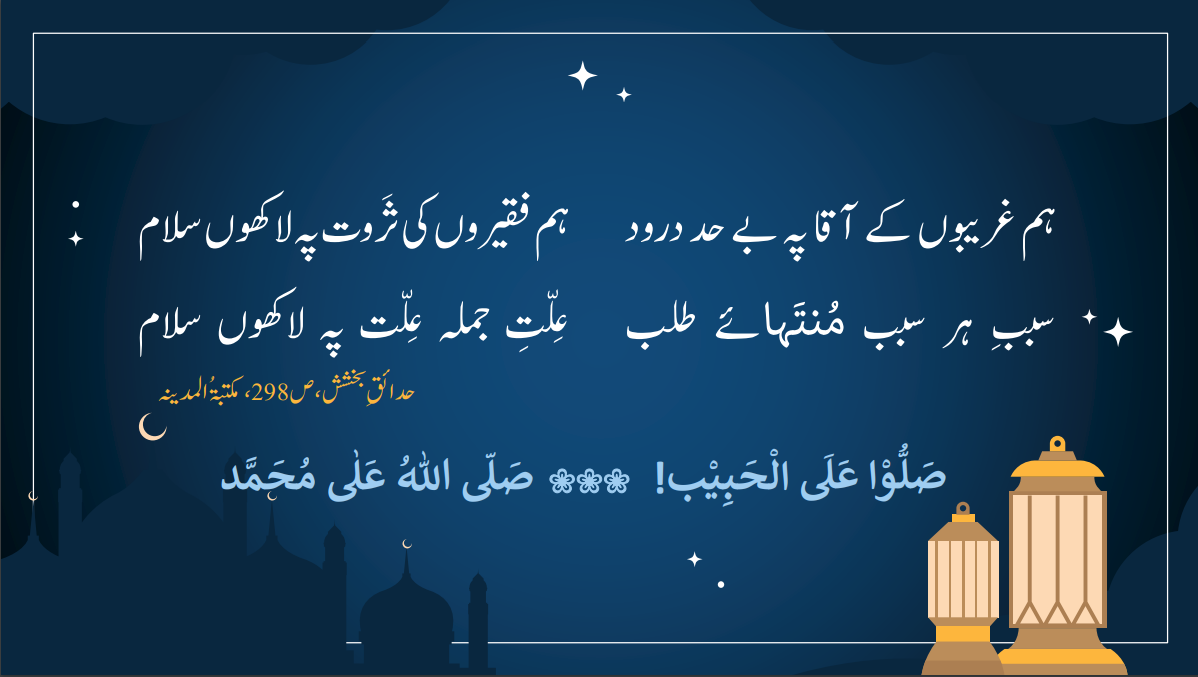 ہم غریبوں کے آقا پہ بے حد درود ہم فقیروں کی ثَروت پہ لاکھوں سلام
سببِ ہر سبب مُنتَہائے طلب عِلّتِ جملہ عِلّت پہ لاکھوں سلام
حدائقِ بخشش،ص298، مکتبۃُ المدینہ
صَلُّوْا عَلَی الْحَبِیْب! ❀❀❀ صَلَّی اللہُ عَلٰی مُحَمَّد